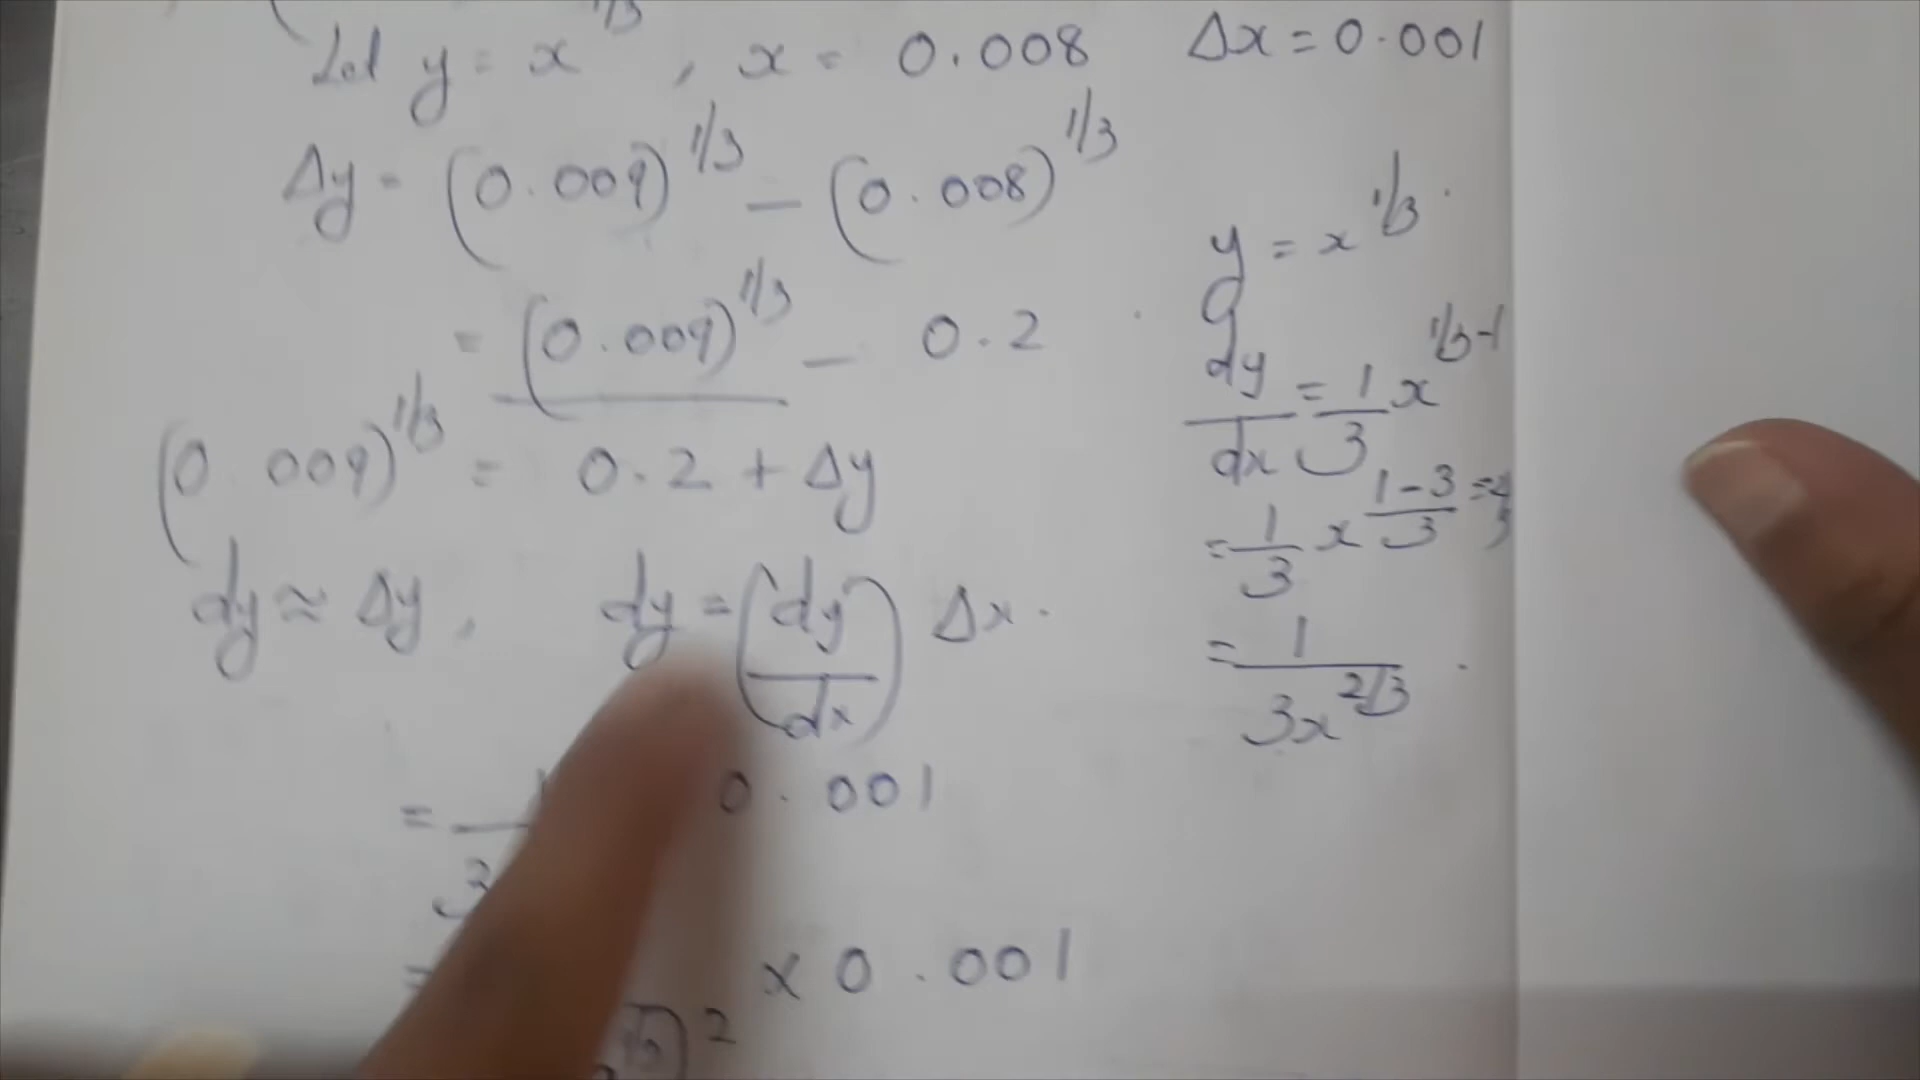 1/3
Let y = x , x = 0.008 Δx = 0.001
Δy = (0.009)^1/3 - (0.008)^1/3
= (0.009)^1/3 - 0.2
(0.009)^1/3 = 0.2 + Δy
dy ≈ Δy, dy = (dy/dx) Δx.
= 0.001
3
= x 0.001
2
y = x^1/3.
dy/dx = 1/3 x^1/3-1
= 1/3 x^1-3/3 =
= 1/3x^2/3.